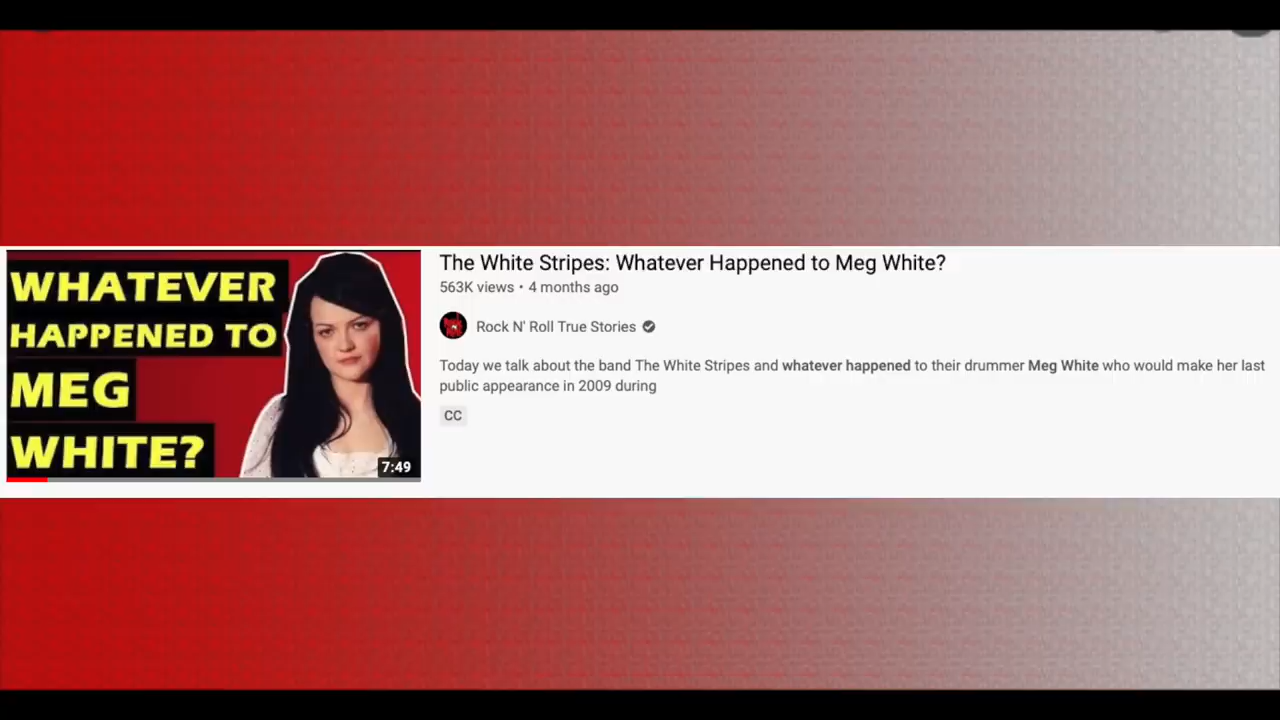 WHATEVER
HAPPENED TO
MEG
WHITE?
7:49
The White Stripes: Whatever Happened to Meg White?
563K views • 4 months ago
Rock N' Roll True Stories
Today we talk about the band The White Stripes and whatever happened to their drummer Meg White who would make her last
public appearance in 2009 during
CC